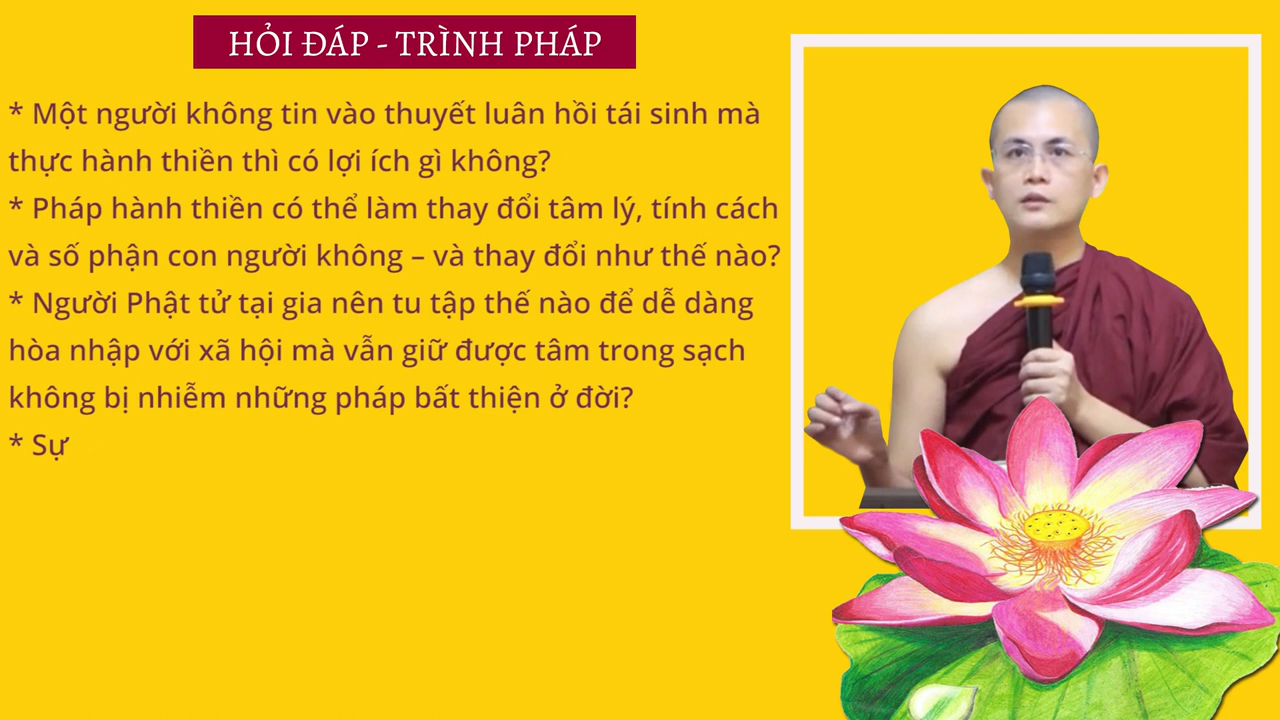 HỎI ĐÁP - TRÌNH PHÁP
* Một người không tin vào thuyết luân hồi tái sinh mà
thực hành thiền thì có lợi ích gì không?
* Pháp hành thiền có thể làm thay đổi tâm lý, tính cách
và số phận con người không – và thay đổi như thế nào?
* Người Phật tử tại gia nên tu tập thế nào để dễ dàng
hòa nhập với xã hội mà vẫn giữ được tâm trong sạch
không bị nhiễm những pháp bất thiện ở đời?
* Sự